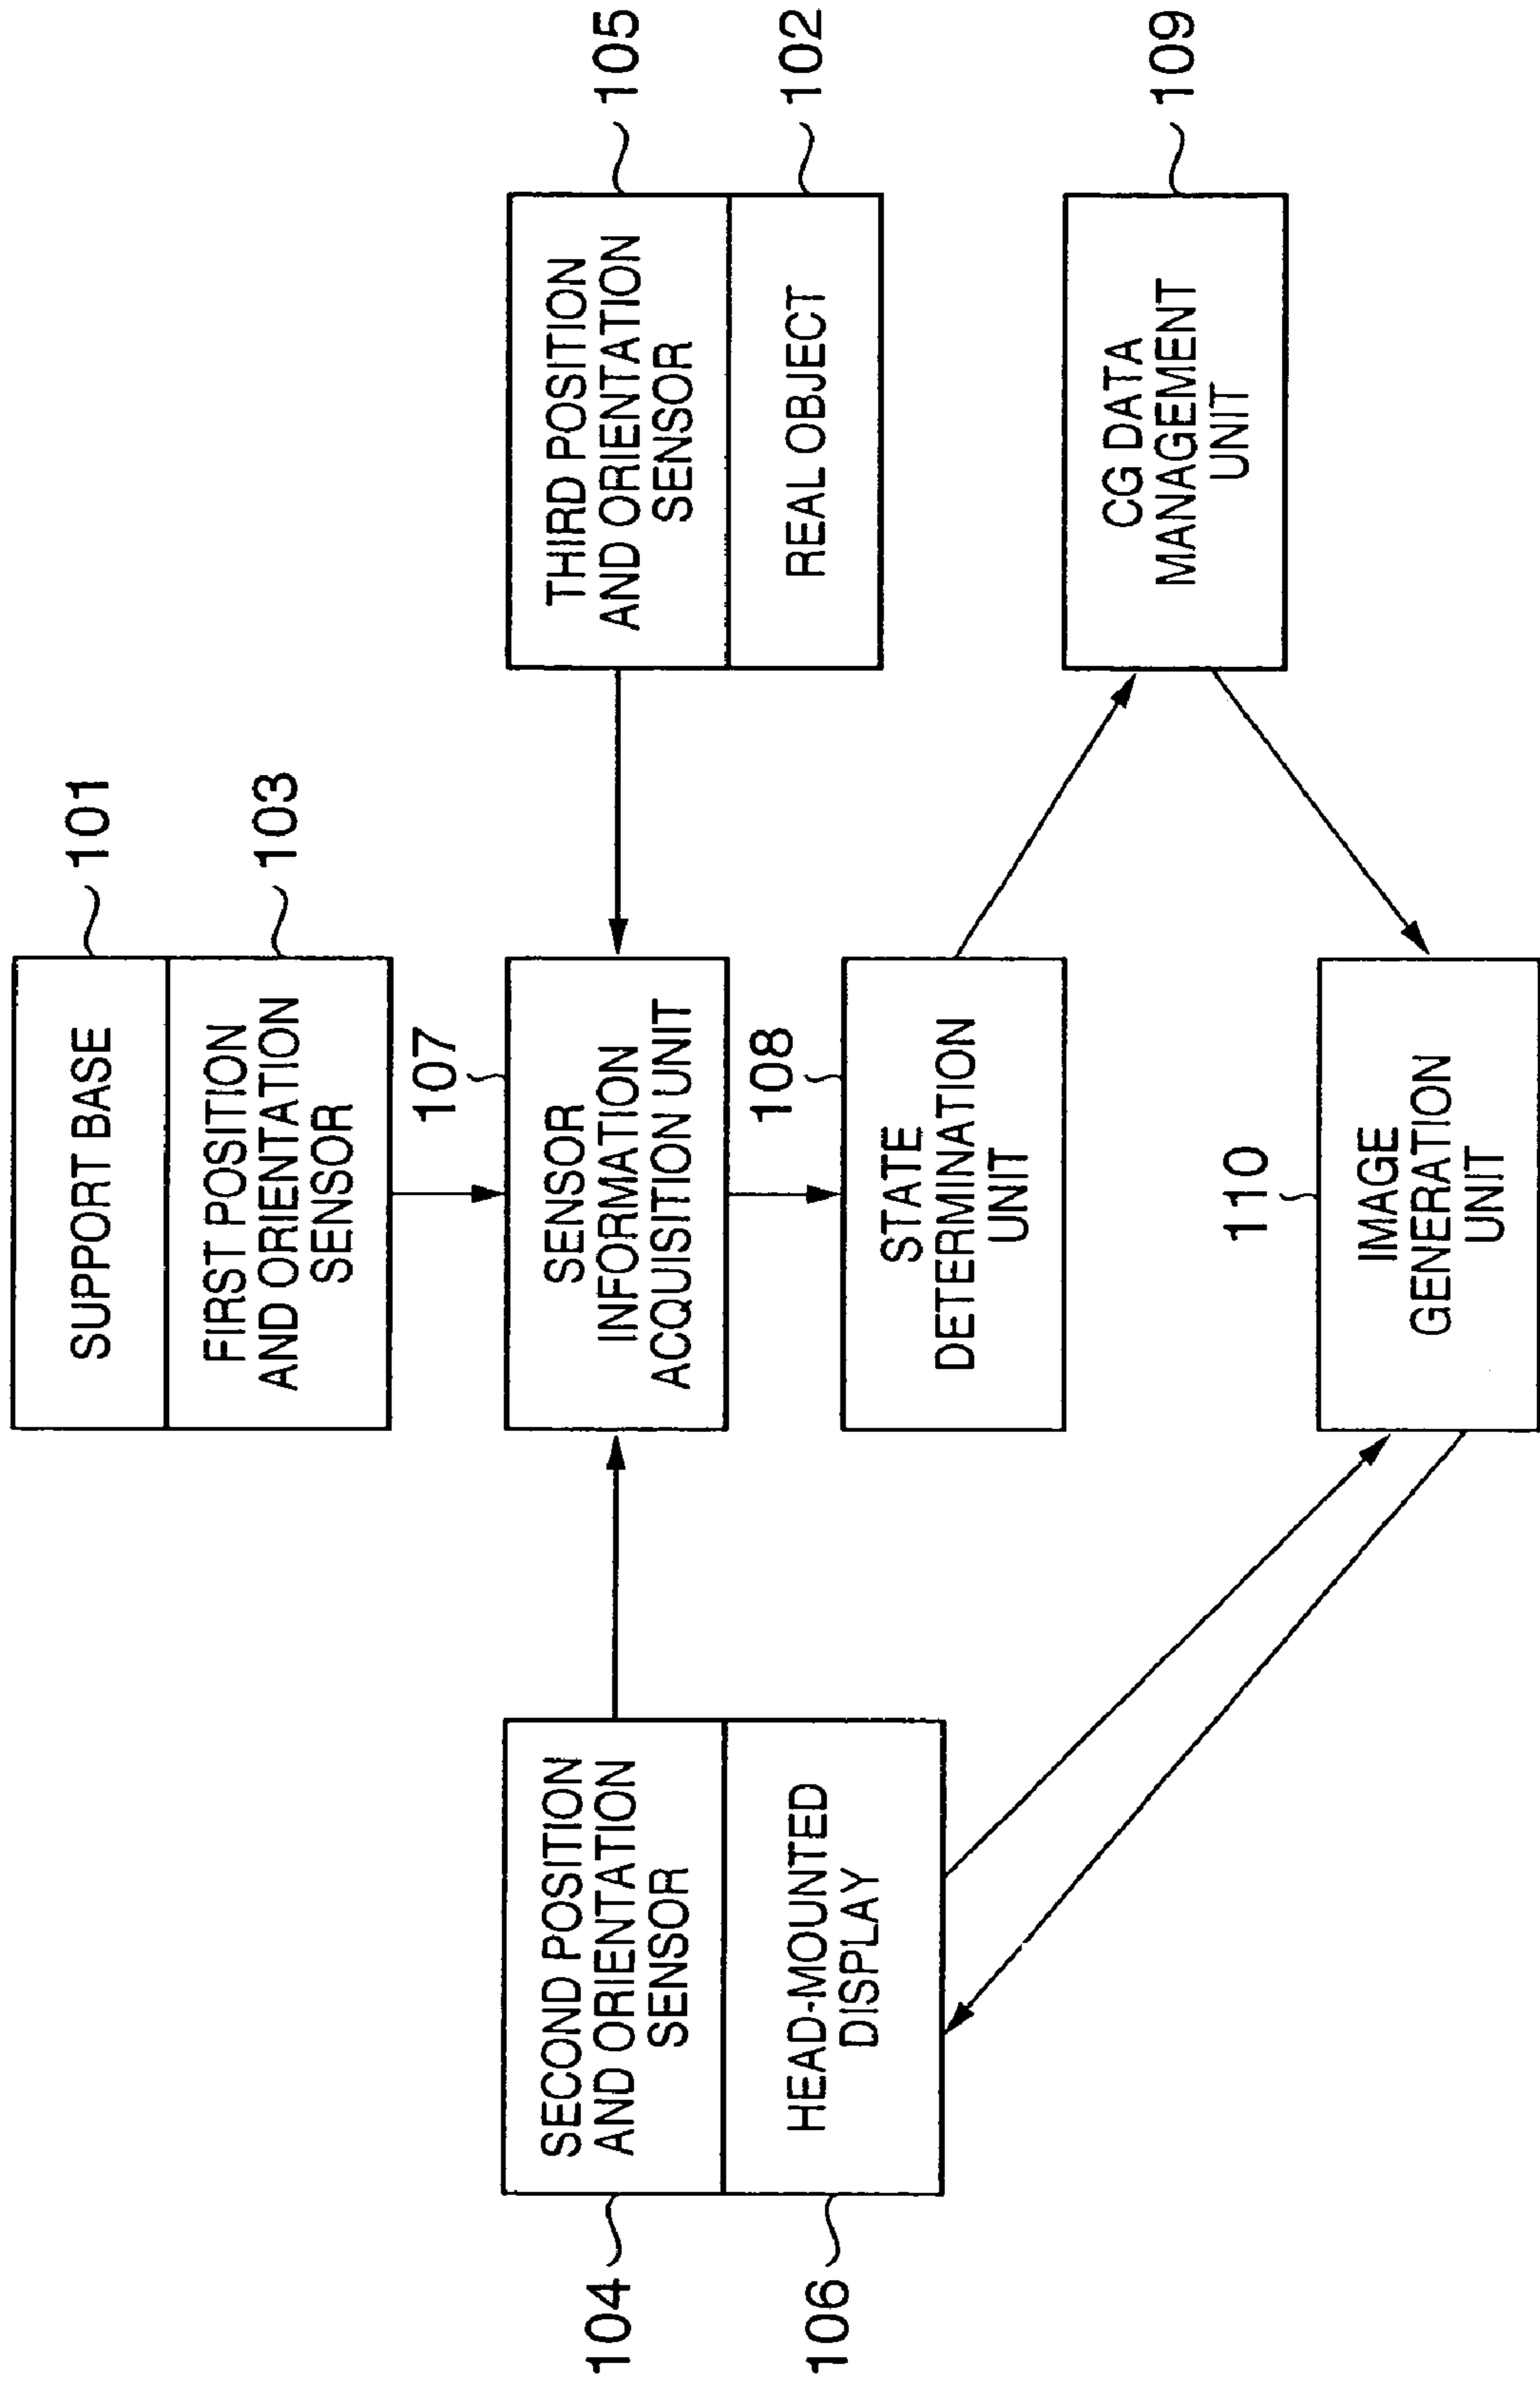 SUPPORT BASE
101
FIRST POSITION
AND ORIENTATION
SENSOR
103
SECOND POSITION
AND ORIENTATION
SENSOR
104
HEAD-MOUNTED
DISPLAY
106
107
SENSOR
INFORMATION
ACQUISITION UNIT
THIRD POSITION
AND ORIENTATION
SENSOR
105
REAL OBJECT
102
108
STATE
DETERMINATION
UNIT
CG DATA
MANAGEMENT
UNIT
109
110
IMAGE
GENERATION
UNIT